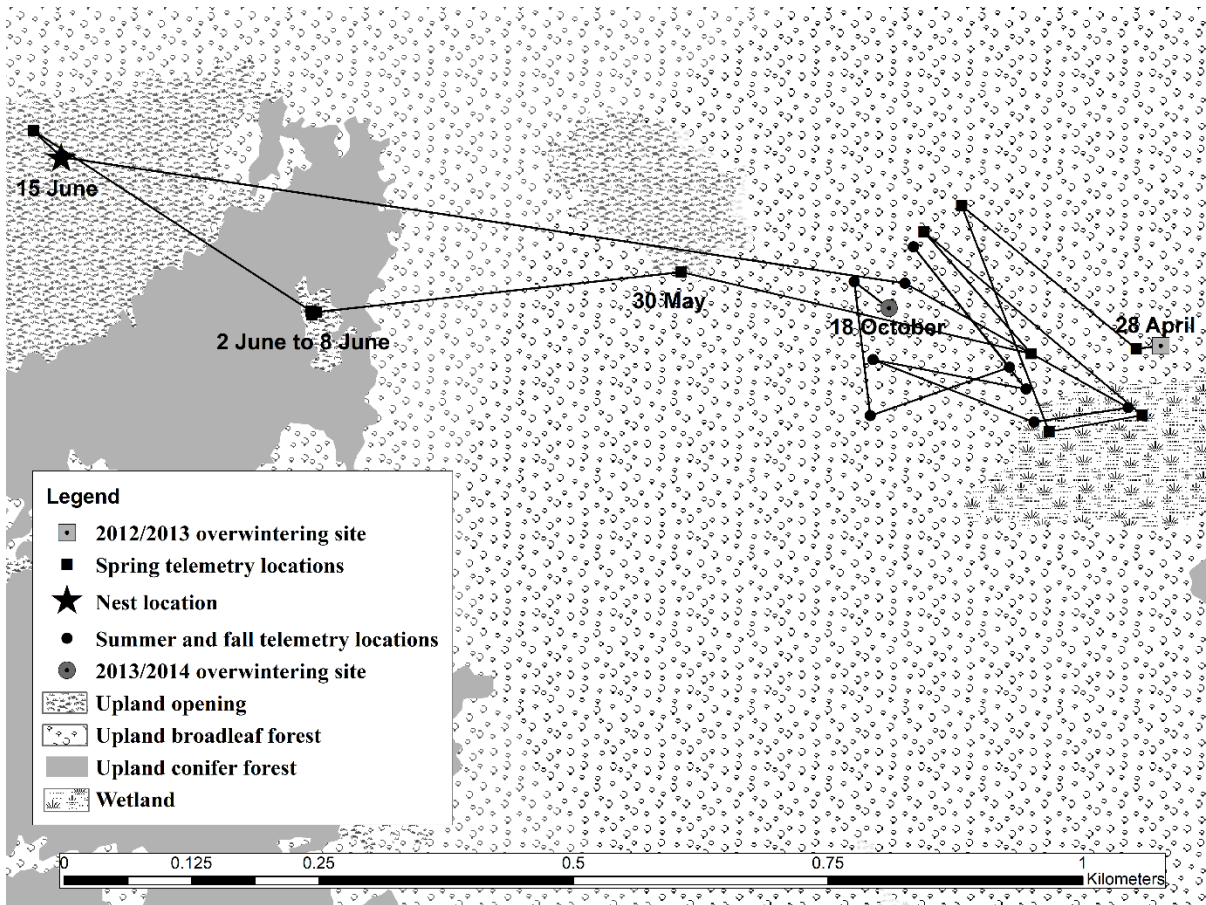 15 June
2 June to 8 June
30 May
18 October
28 April
Legend
2012/2013 overwintering site
Spring telemetry locations
Nest location
Summer and fall telemetry locations
2013/2014 overwintering site
Upland opening
Upland broadleaf forest
Upland conifer forest
Wetland
0 0.125 0.25 0.5 0.75 1
Kilometers